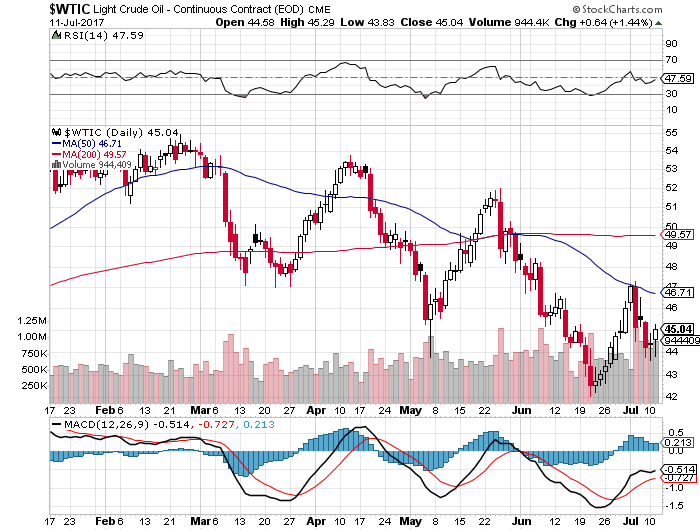 $WTIC Light Crude Oil - Continuous Contract (EOD) CME © StockCharts.com
11-Jul-2017 Open 44.58 High 45.29 Low 43.83 Close 45.04 Volume 944.4K Chg +0.64 (+1.44%)
RSI(14) 47.59
90
70
47.59
30
10
$WTIC (Daily) 45.04
MA(50) 46.71
MA(200) 49.57
Volume 944,409
55
54
53
52
51
50
49.57
49
48
47
46.71
46
45.04
944409
44
43
42
1.25M
1.00M
750K
500K
250K
17 23 Feb 6 13 21 Mar 6 13 20 27 Apr 10 17 24 May 8 15 22 Jun 5 12 19 26 Jul 10
MACD(12,26,9) -0.514, -0.727, 0.213
0.5
0.213
0.0
-0.514
-0.727
-1.0
-1.5
17 23 Feb 6 13 21 Mar 6 13 20 27 Apr 10 17 24 May 8 15 22 Jun 5 12 19 26 Jul 10